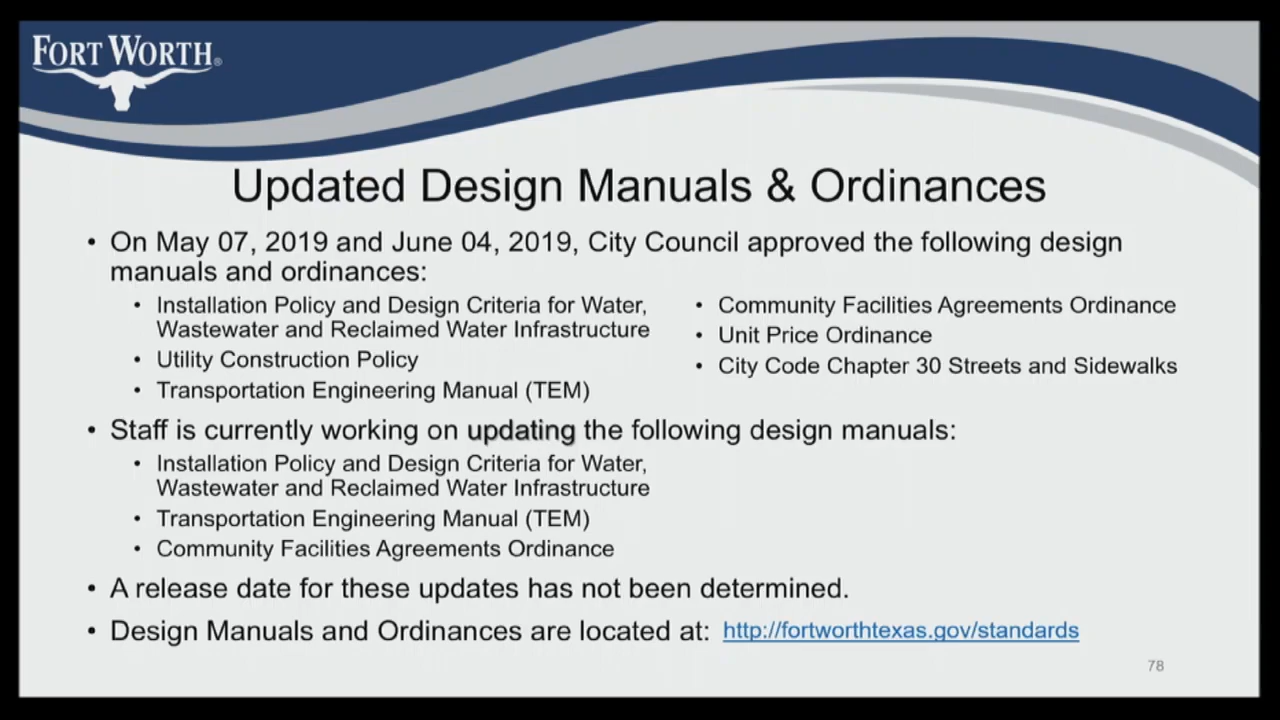 FORT WORTH®
Updated Design Manuals & Ordinances
• On May 07, 2019 and June 04, 2019, City Council approved the following design
manuals and ordinances:
• Installation Policy and Design Criteria for Water,
Wastewater and Reclaimed Water Infrastructure
• Utility Construction Policy
• Transportation Engineering Manual (TEM)
• Community Facilities Agreements Ordinance
• Unit Price Ordinance
• City Code Chapter 30 Streets and Sidewalks
• Staff is currently working on updating the following design manuals:
• Installation Policy and Design Criteria for Water,
Wastewater and Reclaimed Water Infrastructure
• Transportation Engineering Manual (TEM)
• Community Facilities Agreements Ordinance
• A release date for these updates has not been determined.
• Design Manuals and Ordinances are located at: http://fortworthtexas.gov/standards
78